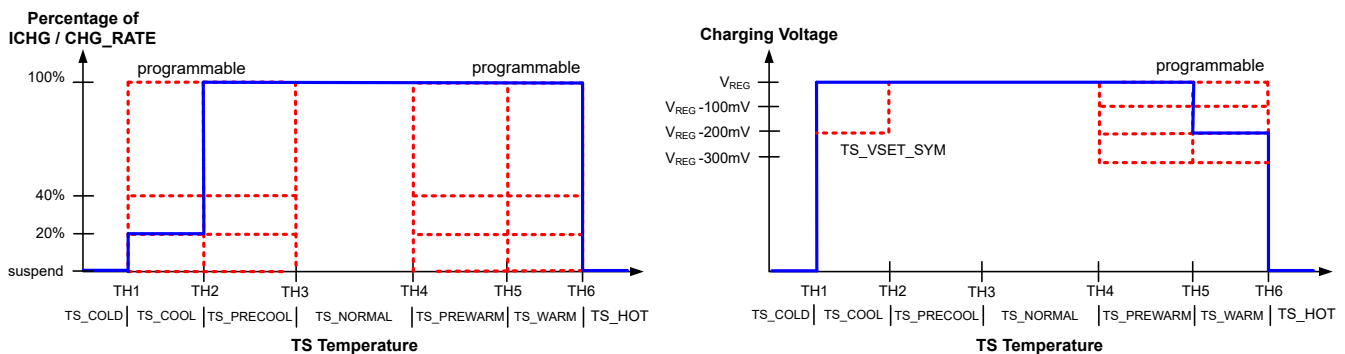 Percentage of
ICHG / CHG_RATE
100%
programmable
programmable
40%
20%
suspend
TH1 TH2 TH3 TH4 TH5 TH6
TS_COLD | TS_COOL | TS_PRECOOL | TS_NORMAL | TS_PREWARM | TS_WARM | TS_HOT
TS Temperature
Charging Voltage
programmable
VREG
VREG -100mV
VREG -200mV
TS_VSET_SYM
VREG -300mV
TH1 TH2 TH3 TH4 TH5 TH6
TS_COLD | TS_COOL | TS_PRECOOL | TS_NORMAL | TS_PREWARM | TS_WARM | TS_HOT
TS Temperature